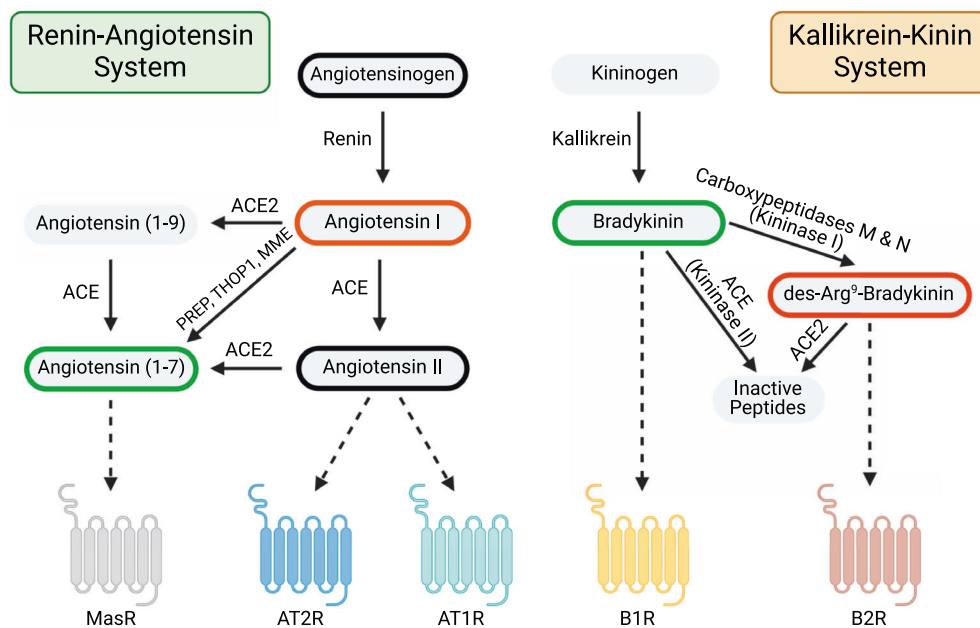 Renin-Angiotensin
System
Kallikrein-Kinin
System
Angiotensinogen
Kininogen
Renin
Kallikrein
Angiotensin (1-9)
ACE2
Angiotensin I
Bradykinin
Carboxypeptidases M & N
(Kininase I)
ACE
PREP, THOP1, MME
ACE
ACE
(Kininase II)
des-Arg⁹-Bradykinin
ACE2
Angiotensin (1-7)
ACE2
Angiotensin II
Inactive
Peptides
MasR
AT2R
AT1R
B1R
B2R